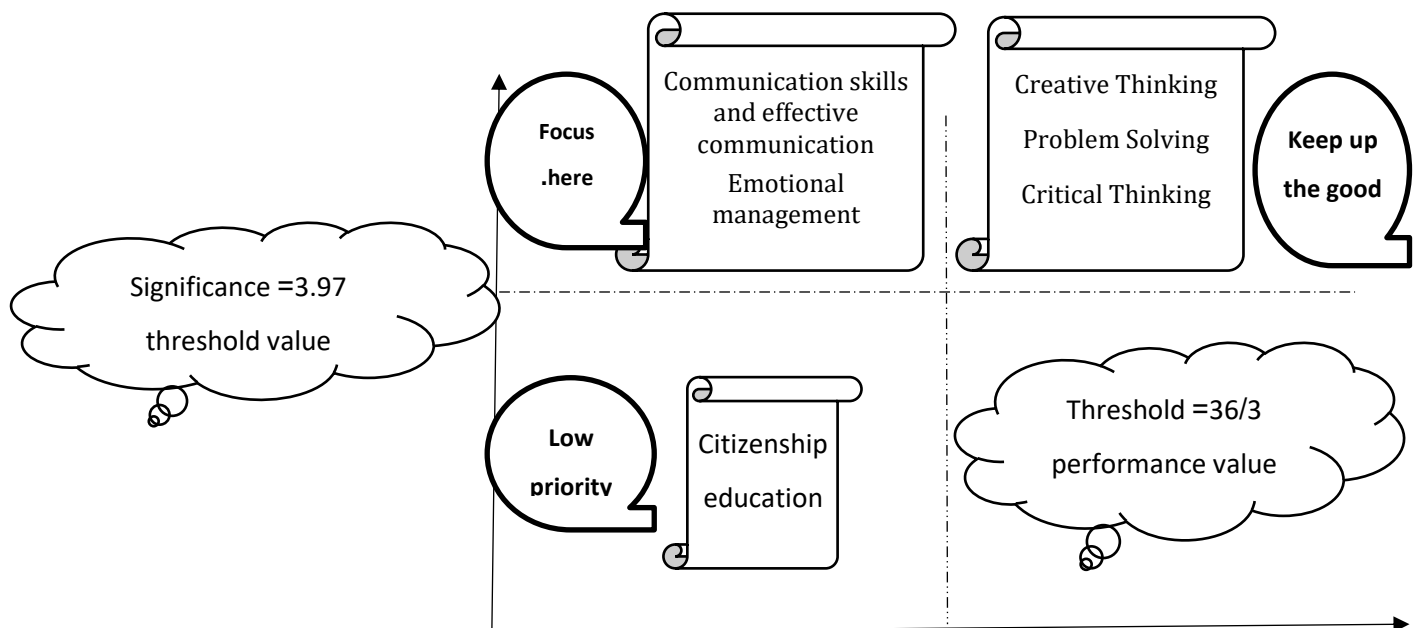 Focus
.here
Communication skills
and effective
communication
Emotional
management
Creative Thinking
Problem Solving
Critical Thinking
Keep up
the good
Significance =3.97
threshold value
Low
priority
Citizenship
education
Threshold =36/3
performance value